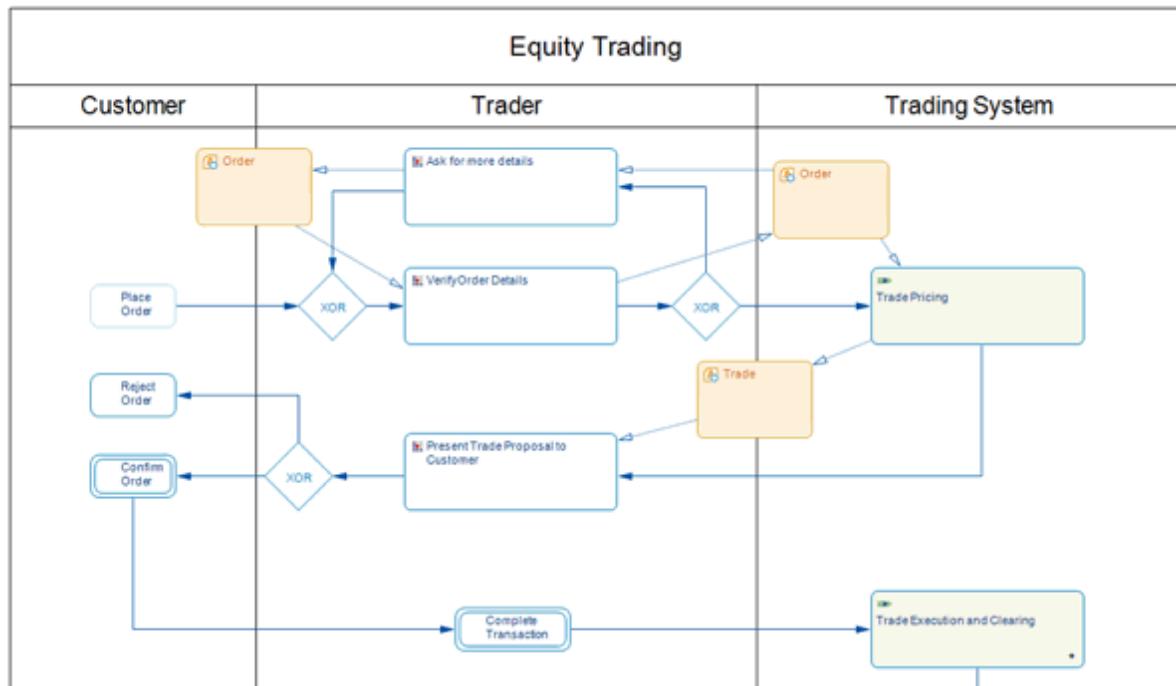 Equity Trading
Customer
Trader
Trading System
Order
Ask for more details
Order
Place
Order
XOR
VerifyOrder Details
XOR
Trade Pricing
Reject
Order
Trade
Confirm
Order
XOR
Present Trade Proposal to
Customer
Complete
Transaction
Trade Execution and Clearing